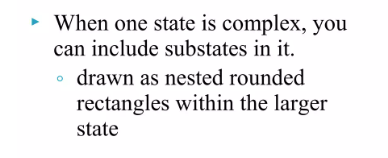 When one state is complex, you
can include substates in it.
drawn as nested rounded
rectangles within the larger
state